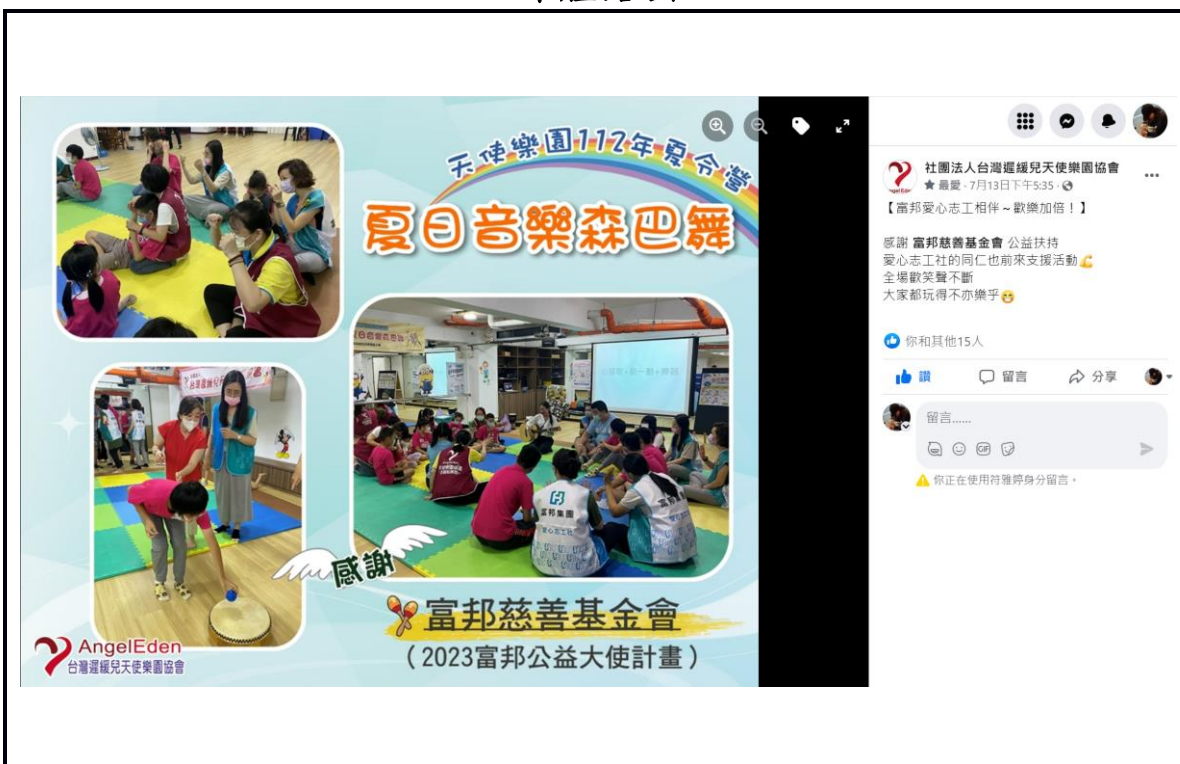 天使樂園112年夏令營
夏日音樂森巴舞
富邦集團
愛心志工社
感謝
富邦慈善基金會
(2023富邦公益大使計畫)
AngelEden
台灣遲緩兒天使樂園協會
社團法人台灣遲緩兒天使樂園協會
最愛 · 7月13日下午5:35
【富邦愛心志工相伵~歡樂加倍！】
感謝 富邦慈善基金會 公益扶持
愛心志工社的同仁也前來支援活動
全場歡笑聲不斷
大家都玩得不亦樂乎
你和其他15人
讚 留言 分享
留言......
GIF
你正在使用符雅婷身分留言。